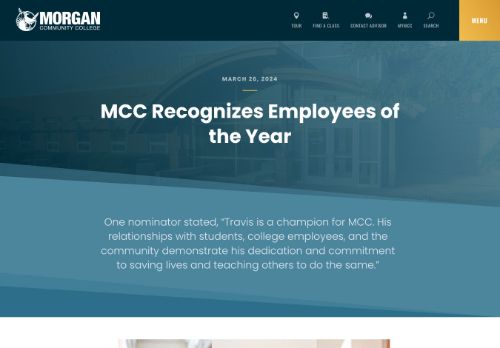 MORGAN
COMMUNITY COLLEGE
TOUR
FIND A CLASS
CONTACT ADVISOR
MYMCC
SEARCH
MENU
MARCH 26, 2024
MCC Recognizes Employees of
the Year
One nominator stated, “Travis is a champion for MCC. His
relationships with students, college employees, and the
community demonstrate his dedication and commitment
to saving lives and teaching others to do the same.”